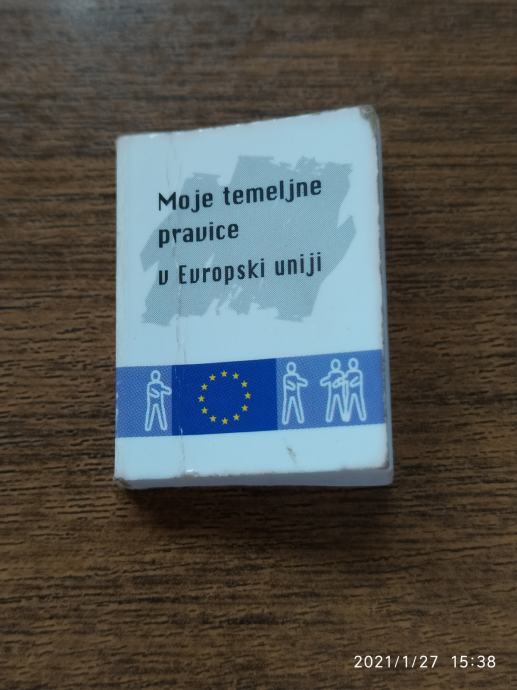 Moje temeljne
pravice
v Evropski uniji
2021/1/27 15:38